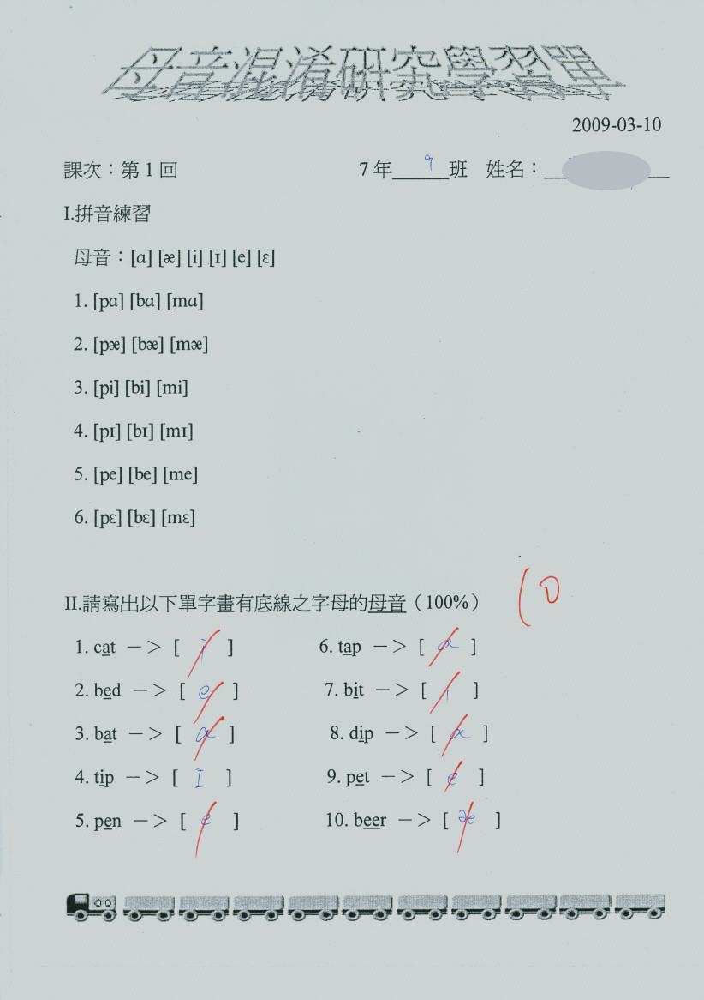 母音混淆研究學習單
2009-03-10
課次：第 1 回 7 年 9 班 姓名：
I.拼音練習
母音：[ɑ] [æ] [i] [ɪ] [e] [ɛ]
1. [pɑ] [bɑ] [mɑ]
2. [pæ] [bæ] [mæ]
3. [pi] [bi] [mi]
4. [pɪ] [bɪ] [mɪ]
5. [pe] [be] [me]
6. [pɛ] [bɛ] [mɛ]
10
II.請寫出以下單字畫有底線之字母的母音（100%）
1. cat －> [ i ] 6. tap －> [ a ]
2. bed －> [ e ] 7. bit －> [ i ]
3. bat －> [ a ] 8. dip －> [ a ]
4. tip －> [ I ] 9. pet －> [ e ]
5. pen －> [ e ] 10. beer －> [ æ ]